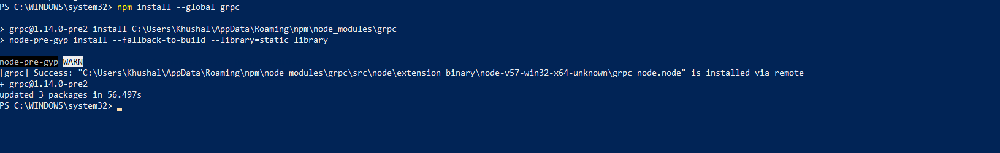 PS C:\WINDOWS\system32> npm install --global grpc
> grpc@1.14.0-pre2 install C:\Users\Khushal\AppData\Roaming\npm\node_modules\grpc
> node-pre-gyp install --fallback-to-build --library=static_library
node-pre-gyp WARN
[grpc] Success: "C:\Users\Khushal\AppData\Roaming\npm\node_modules\grpc\src\node\extension_binary\node-v57-win32-x64-unknown\grpc_node.node" is installed via remote
+ grpc@1.14.0-pre2
updated 3 packages in 56.497s
PS C:\WINDOWS\system32>